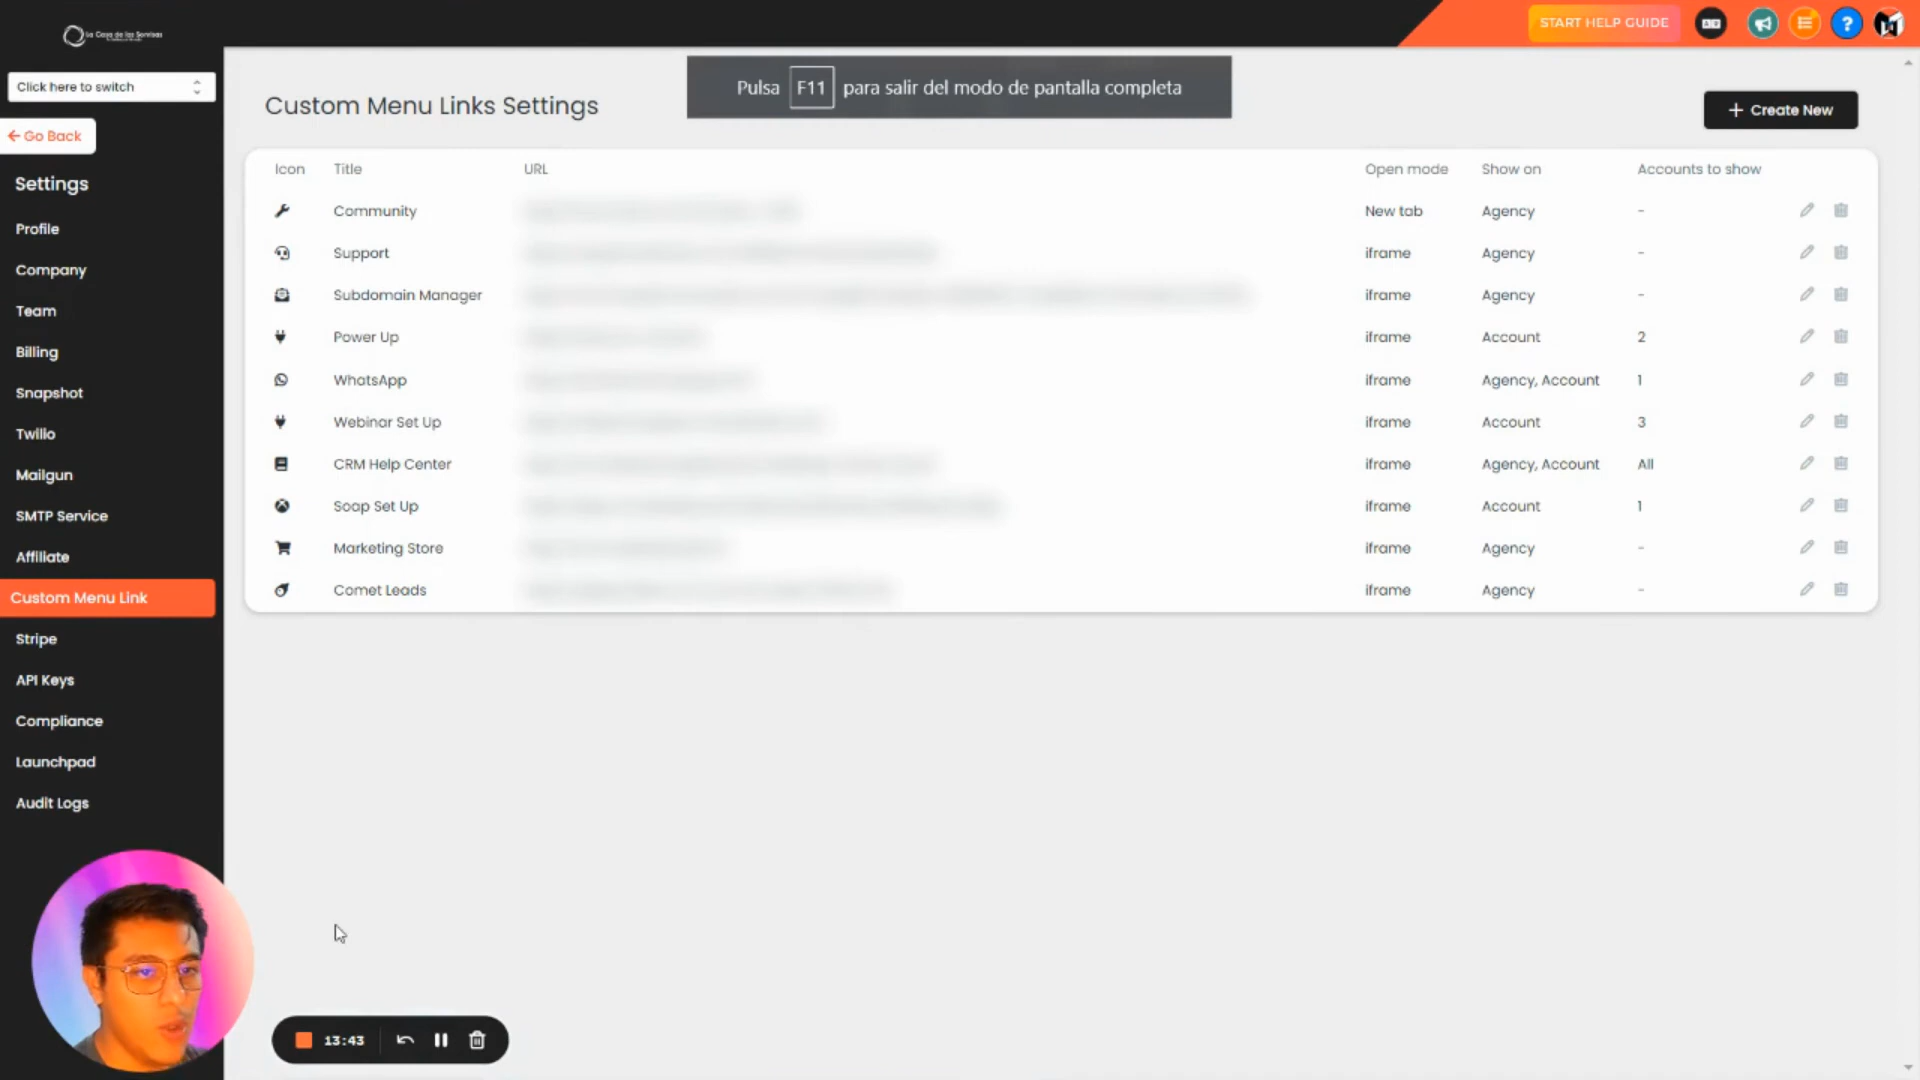 La Casa de los Servicios
START HELP GUIDE
Click here to switch
Go Back
Settings
Profile
Company
Team
Billing
Snapshot
Twilio
Mailgun
SMTP Service
Affiliate
Custom Menu Link
Stripe
API Keys
Compliance
Launchpad
Audit Logs
Pulsa F11 para salir del modo de pantalla completa
Custom Menu Links Settings
+ Create New
Icon Title URL Open mode Show on Accounts to show
Community New tab Agency -
Support iframe Agency -
Subdomain Manager iframe Agency -
Power Up iframe Account 2
WhatsApp iframe Agency, Account 1
Webinar Set Up iframe Account 3
CRM Help Center iframe Agency, Account All
Soap Set Up iframe Account 1
Marketing Store iframe Agency -
Comet Leads iframe Agency -
13:43